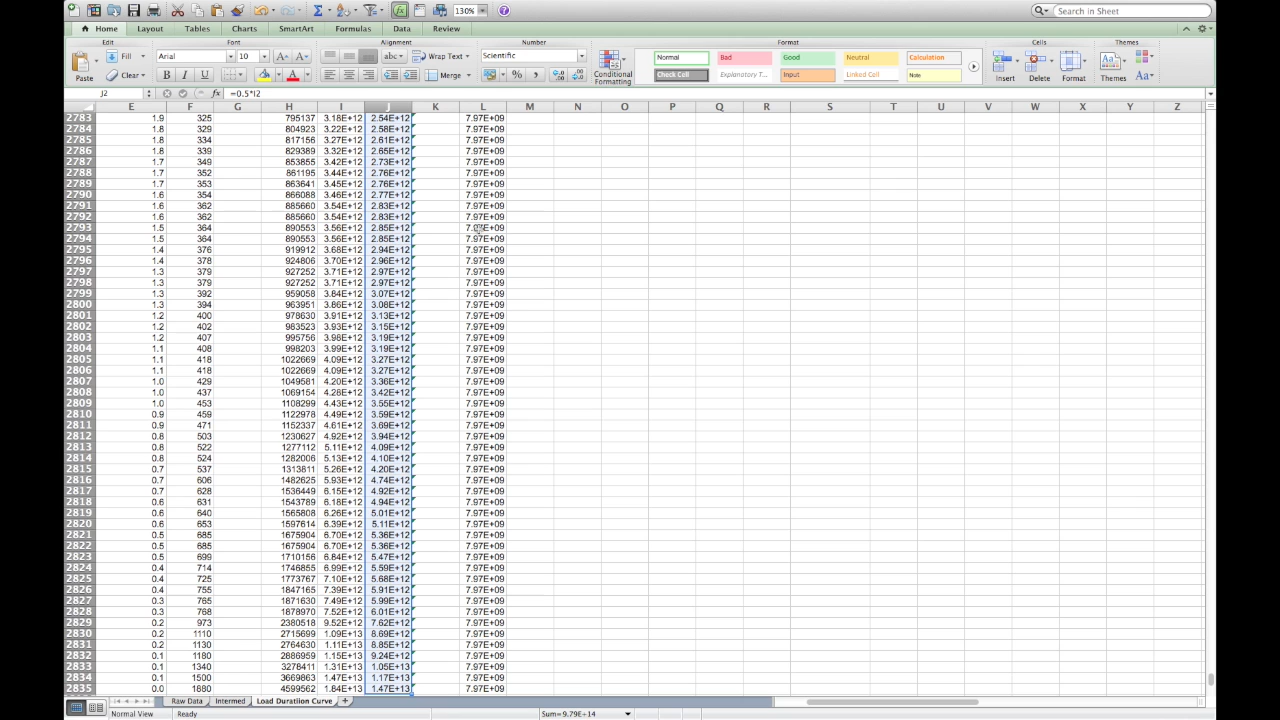 130%
Search in Sheet
Home Layout Tables Charts SmartArt Formulas Data Review
Edit Font Alignment Number Format Cells Themes
Fill Arial 10 abc Wrap Text Scientific Normal Bad Good Neutral Calculation
Paste Clear B I U A Merge % Conditional Formatting Check Cell Explanatory T... Input Linked Cell Note Insert Delete Format Themes Aa
J2 fx =0.5*I2
E F G H I J K L M N O P Q R S T U V W X Y Z
2783 1.9 325 795137 3.18E+12 2.54E+12 7.97E+09
2784 1.8 329 804923 3.22E+12 2.58E+12 7.97E+09
2785 1.8 334 817156 3.27E+12 2.61E+12 7.97E+09
2786 1.8 339 829389 3.32E+12 2.65E+12 7.97E+09
2787 1.7 349 853855 3.42E+12 2.73E+12 7.97E+09
2788 1.7 352 861195 3.44E+12 2.76E+12 7.97E+09
2789 1.7 353 863641 3.45E+12 2.76E+12 7.97E+09
2790 1.6 354 866088 3.46E+12 2.77E+12 7.97E+09
2791 1.6 362 885660 3.54E+12 2.83E+12 7.97E+09
2792 1.6 362 885660 3.54E+12 2.83E+12 7.97E+09
2793 1.5 364 890553 3.56E+12 2.85E+12
2794 1.5 364 890553 3.56E+12 2.85E+12 7.97E+09
2795 1.4 376 919912 3.68E+12 2.94E+12 7.97E+09
2796 1.4 378 924806 3.70E+12 2.96E+12 7.97E+09
2797 1.3 379 927252 3.71E+12 2.97E+12 7.97E+09
2798 1.3 379 927252 3.71E+12 2.97E+12 7.97E+09
2799 1.3 392 959058 3.84E+12 3.07E+12 7.97E+09
2800 1.3 394 963951 3.86E+12 3.08E+12 7.97E+09
2801 1.2 400 978630 3.91E+12 3.13E+12 7.97E+09
2802 1.2 402 983523 3.93E+12 3.15E+12 7.97E+09
2803 1.2 407 995756 3.98E+12 3.19E+12 7.97E+09
2804 1.1 408 998203 3.99E+12 3.19E+12 7.97E+09
2805 1.1 418 1022669 4.09E+12 3.27E+12 7.97E+09
2806 1.1 418 1022669 4.09E+12 3.27E+12 7.97E+09
2807 1.0 429 1049581 4.20E+12 3.36E+12 7.97E+09
2808 1.0 437 1069154 4.28E+12 3.42E+12 7.97E+09
2809 1.0 453 1108299 4.43E+12 3.55E+12 7.97E+09
2810 0.9 459 1122978 4.49E+12 3.59E+12 7.97E+09
2811 0.9 471 1152337 4.61E+12 3.69E+12 7.97E+09
2812 0.8 503 1230627 4.92E+12 3.94E+12 7.97E+09
2813 0.8 522 1277112 5.11E+12 4.09E+12 7.97E+09
2814 0.8 524 1282006 5.13E+12 4.10E+12 7.97E+09
2815 0.7 537 1313811 5.26E+12 4.20E+12 7.97E+09
2816 0.7 606 1482625 5.93E+12 4.74E+12 7.97E+09
2817 0.7 628 1536449 6.15E+12 4.92E+12 7.97E+09
2818 0.6 631 1543789 6.18E+12 4.94E+12 7.97E+09
2819 0.6 640 1565808 6.26E+12 5.01E+12 7.97E+09
2820 0.6 653 1597614 6.39E+12 5.11E+12 7.97E+09
2821 0.5 685 1675904 6.70E+12 5.36E+12 7.97E+09
2822 0.5 685 1675904 6.70E+12 5.36E+12 7.97E+09
2823 0.5 699 1710156 6.84E+12 5.47E+12 7.97E+09
2824 0.4 714 1746855 6.99E+12 5.59E+12 7.97E+09
2825 0.4 725 1773767 7.10E+12 5.68E+12 7.97E+09
2826 0.4 755 1847165 7.39E+12 5.91E+12 7.97E+09
2827 0.3 765 1871630 7.49E+12 5.99E+12 7.97E+09
2828 0.3 768 1878970 7.52E+12 6.01E+12 7.97E+09
2829 0.2 973 2380518 9.52E+12 7.62E+12 7.97E+09
2830 0.2 1110 2715699 1.09E+13 8.69E+12 7.97E+09
2831 0.2 1130 2764630 1.11E+13 8.85E+12 7.97E+09
2832 0.1 1180 2886959 1.15E+13 9.24E+12 7.97E+09
2833 0.1 1340 3278411 1.31E+13 1.05E+13 7.97E+09
2834 0.1 1500 3669863 1.47E+13 1.17E+13 7.97E+09
2835 0.0 1880 4599562 1.84E+13 1.47E+13 7.97E+09
Raw Data Intermed Load Duratiion Curve +
Normal View Ready Sum=9.79E+14